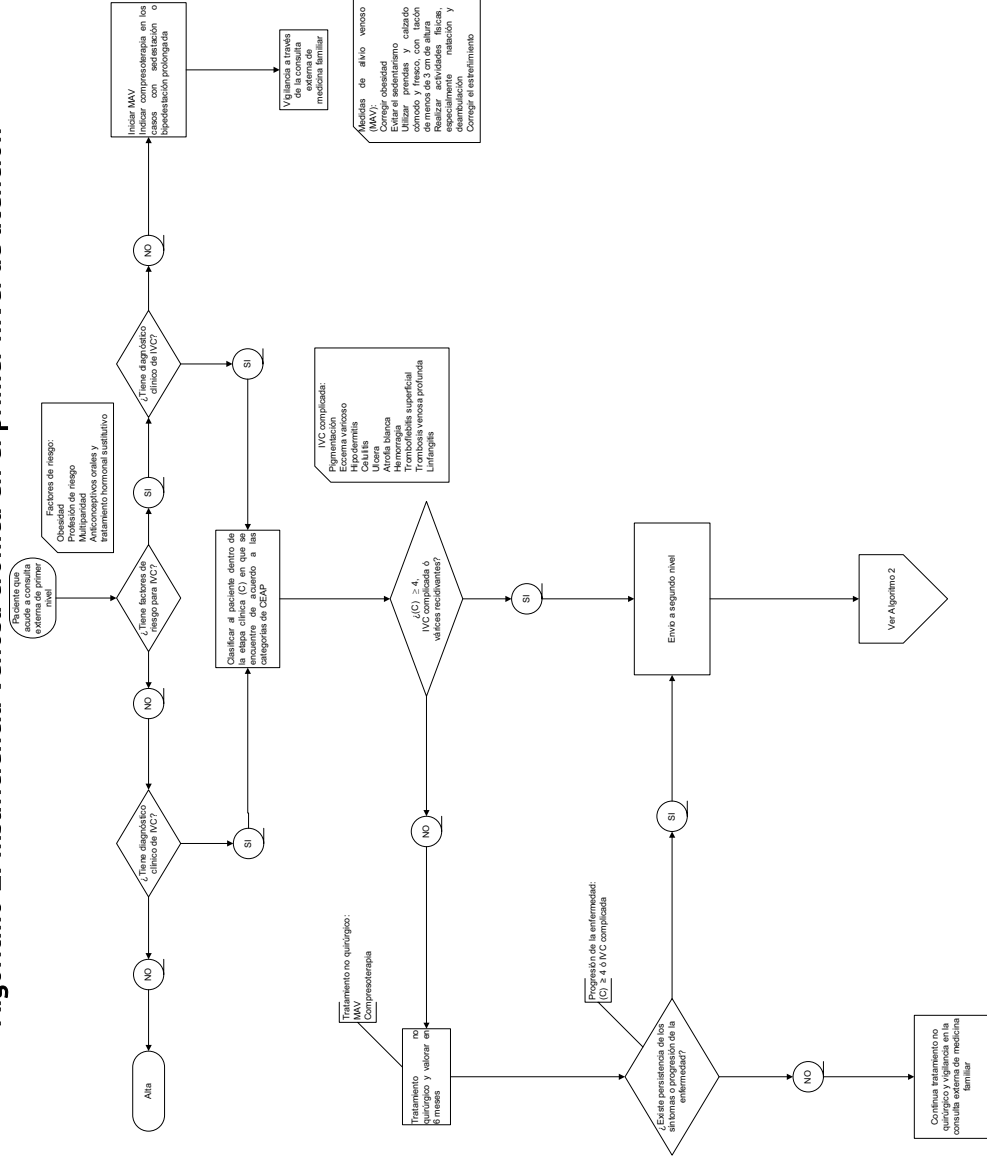 Paciente que
acude a consulta
externa de primer
nivel
Factores de riesgo:
Obesidad
Profesión de riesgo
Multiparidad
Anticonceptivos orales y
tratamiento hormonal sustitutivo
¿Tiene factores de
riesgo para IVC?
NO
SI
¿Tiene diagnóstico
clínico de IVC?
NO
Alta
SI
¿Tiene diagnóstico
clínico de IVC?
SI
NO
Iniciar MAV
Indicar compresoterapia en los
casos con sedestación o
bipedestación prolongada
Vigilancia a través
de la consulta
externa de
medicina familiar
Medidas de alivio venoso
(MAV):
Corregir obesidad
Evitar el sedentarismo
Utilizar prendas y calzado
cómodo y fresco, con tacón
de menos de 3 cm de altura
Realizar actividades físicas,
especialmente natación y
deambulación
Corregir el estreñimiento
Clasificar al paciente dentro de
la etapa clínica (C) en que se
encuentre de acuerdo a las
categorías de CEAP
IVC complicada:
Pigmentación
Eccema varicoso
Hipodermitis
Celulitis
Ulcera
Atrofia blanca
Hemorragia
Tromboflebitis superficial
Trombosis venosa profunda
Linfangitis
¿(C) ≥ 4,
IVC complicada ó
várices recidivantes?
NO
SI
Tratamiento no quirúrgico:
MAV
Compresoterapia
Tratamiento no
quirúrgico y valorar en
6 meses
Envío a segundo nivel
Progresión de la enfermedad:
(C) ≥ 4 ó IVC complicada
¿Existe persistencia de los
síntomas o progresión de la
enfermedad?
SI
NO
Ver Algoritmo 2
Continua tratamiento no
quirúrgico y vigilancia en la
consulta externa de medicina
familiar